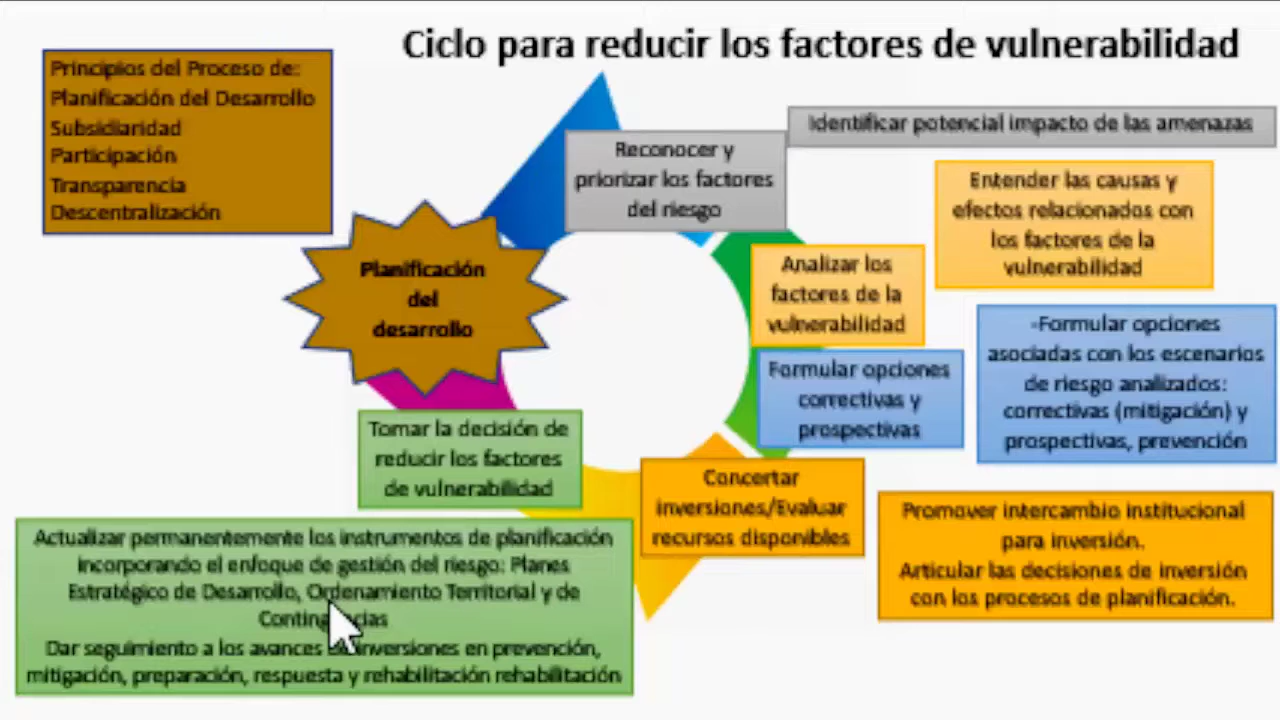 Ciclo para reducir los factores de vulnerabilidad
Principios del Proceso de:
Planificación del Desarrollo
Subsidiaridad
Participación
Transparencia
Descentralización
Planificación
del
desarrollo
Reconocer y
priorizar los factores
del riesgo
Identificar potencial impacto de las amenazas
Analizar los
factores de la
vulnerabilidad
Entender las causas y
efectos relacionados con
los factores de la
vulnerabilidad
Formular opciones
correctivas y
prospectivas
-Formular opciones
asociadas con los escenarios
de riesgo analizados:
correctivas (mitigación) y
prospectivas, prevención
Concertar
inversiones/Evaluar
recursos disponibles
Promover intercambio institucional
para inversión.
Articular las decisiones de inversión
con los procesos de planificación.
Tomar la decisión de
reducir los factores
de vulnerabilidad
Actualizar permanentemente los instrumentos de planificación
incorporando el enfoque de gestión del riesgo: Planes
Estratégico de Desarrollo, Ordenamiento Territorial y de
Contingencias
Dar seguimiento a los avances inversiones en prevención,
mitigación, preparación, respuesta y rehabilitación rehabilitación